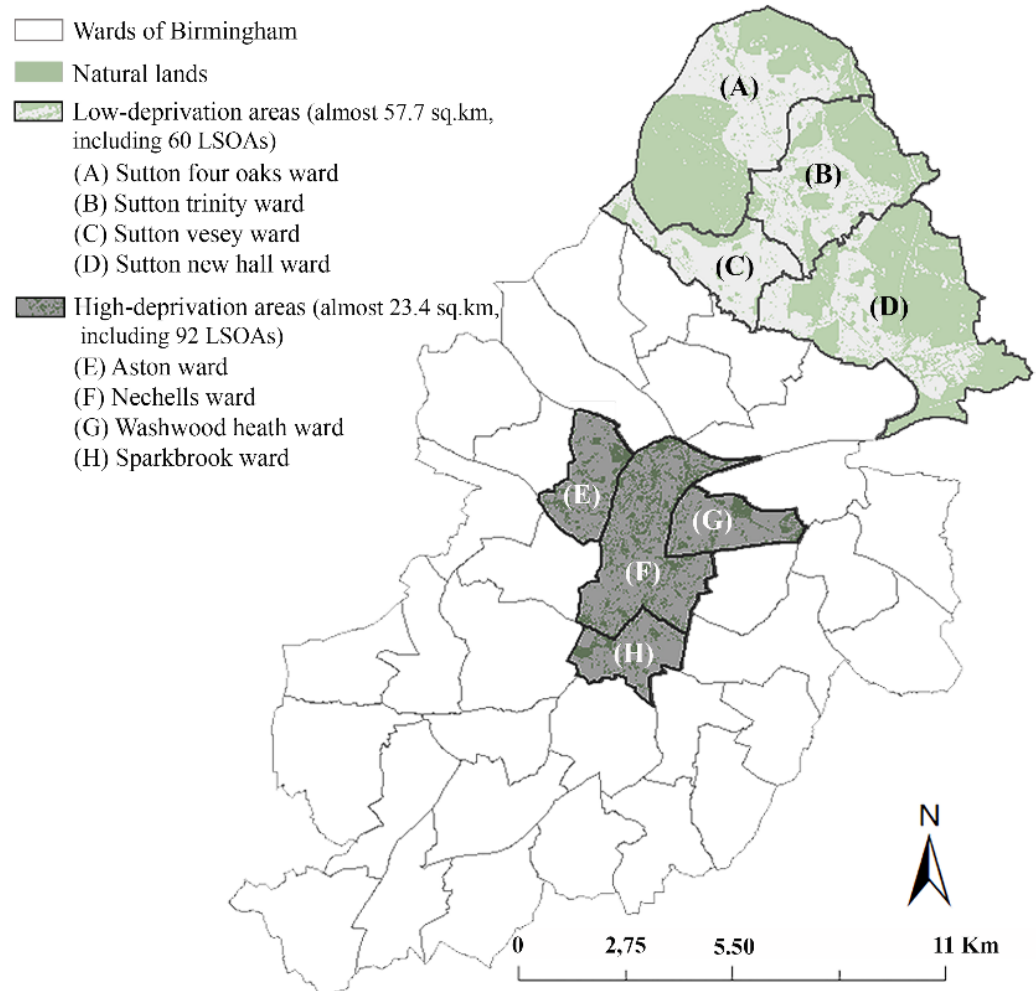 Wards of Birmingham
Natural lands
Low-deprivation areas (almost 57.7 sq.km,
including 60 LSOAs)
(A) Sutton four oaks ward
(B) Sutton trinity ward
(C) Sutton vesey ward
(D) Sutton new hall ward
High-deprivation areas (almost 23.4 sq.km,
including 92 LSOAs)
(E) Aston ward
(F) Nechells ward
(G) Washwood heath ward
(H) Sparkbrook ward
(A)
(B)
(C)
(D)
(E)
(G)
(F)
(H)
N
0 2,75 5.50 11 Km